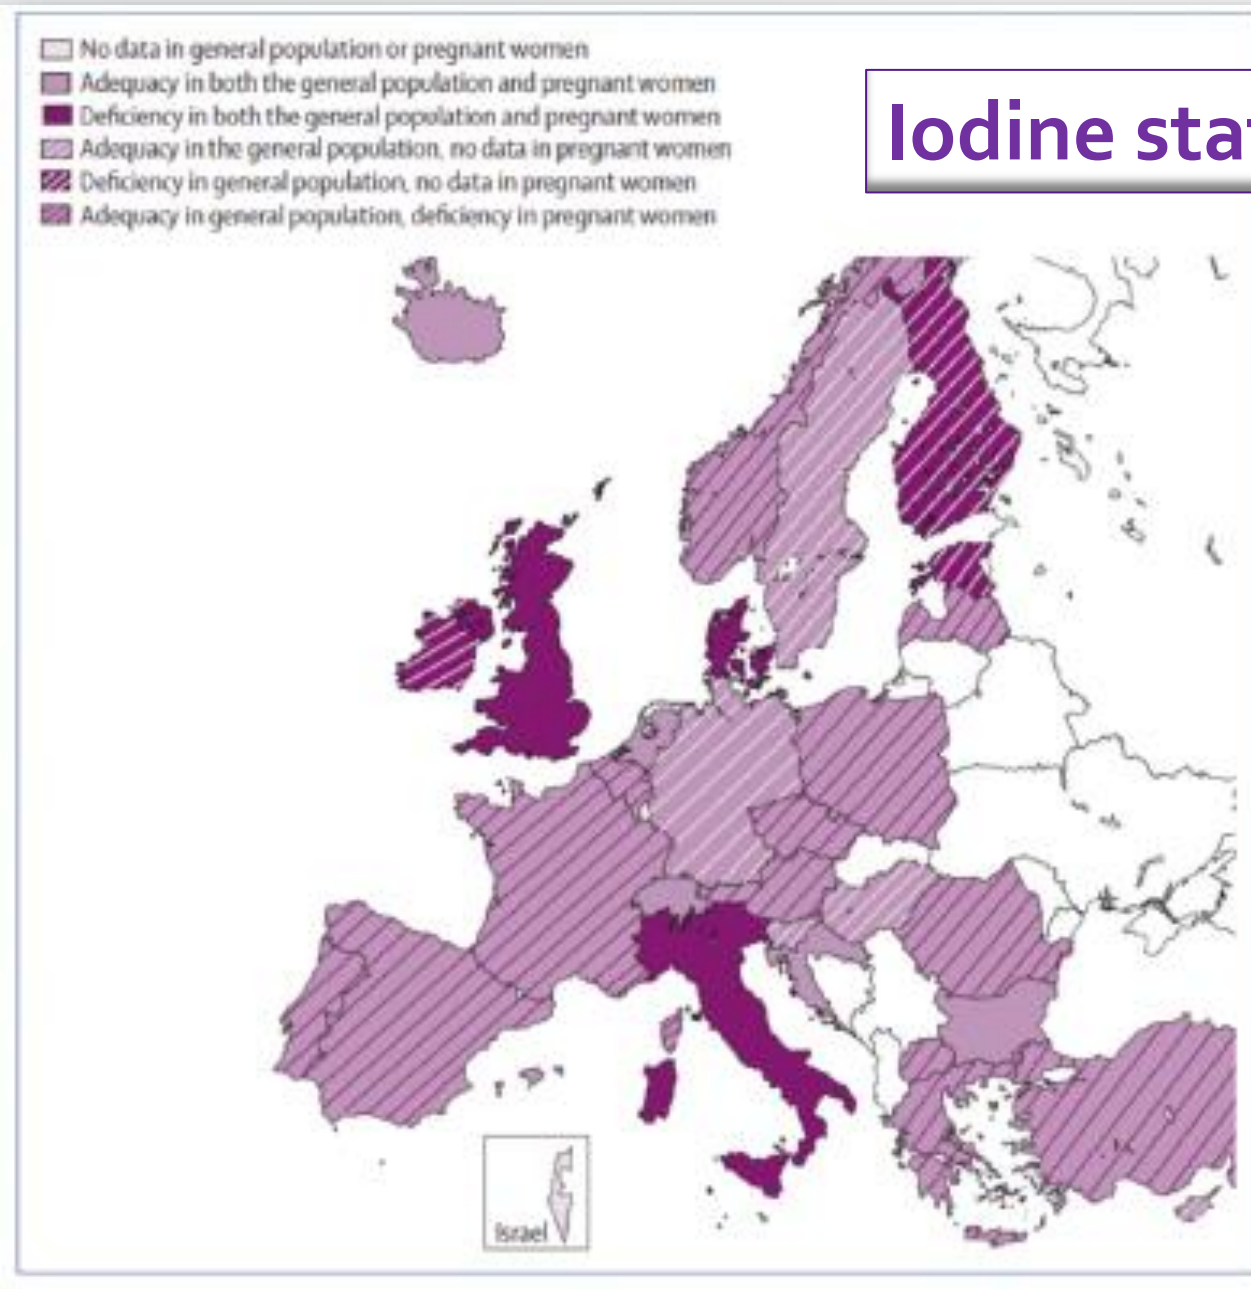 No data in general population or pregnant women
Adequacy in both the general population and pregnant women
Deficiency in both the general population and pregnant women
Adequacy in the general population, no data in pregnant women
Deficiency in general population, no data in pregnant women
Adequacy in general population, deficiency in pregnant women
Iodine sta
Israel